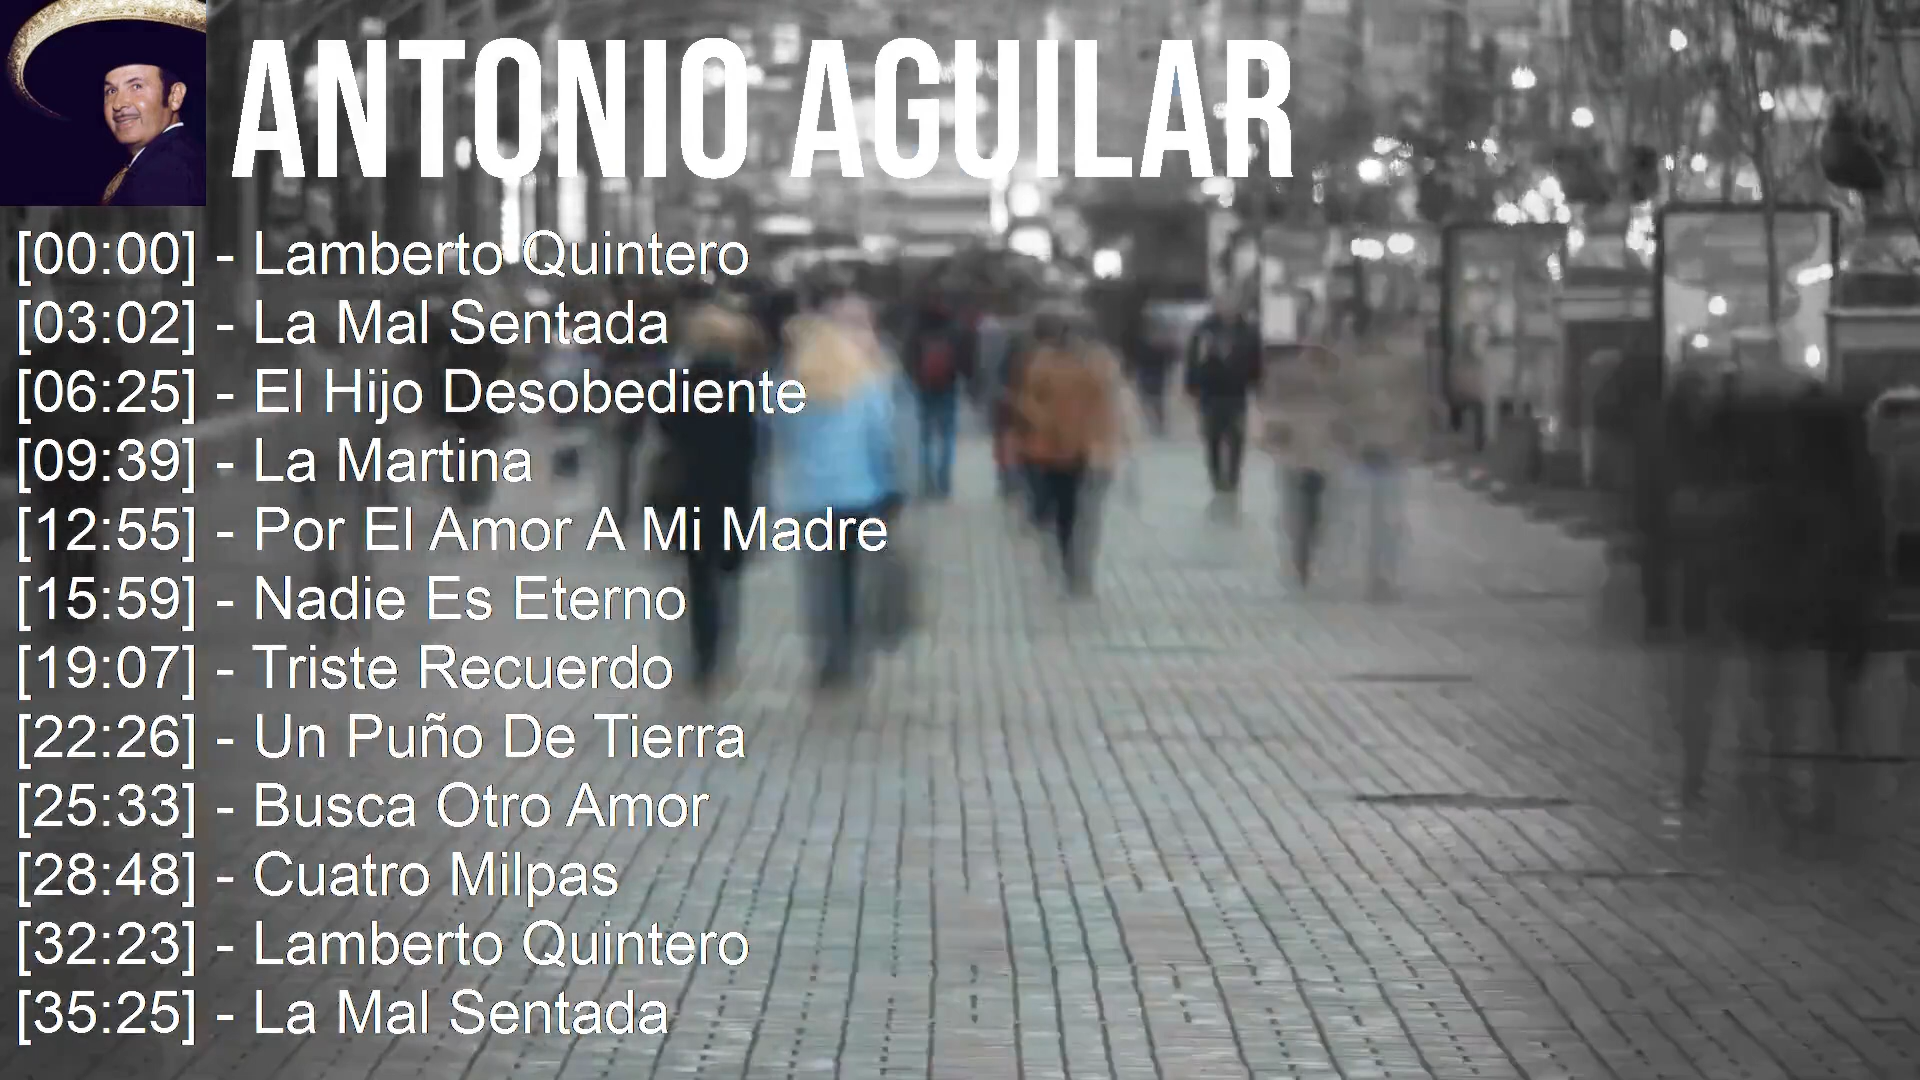 ANTONIO AGUILAR
[00:00] - Lamberto Quintero
[03:02] - La Mal Sentada
[06:25] - El Hijo Desobediente
[09:39] - La Martina
[12:55] - Por El Amor A Mi Madre
[15:59] - Nadie Es Eterno
[19:07] - Triste Recuerdo
[22:26] - Un Puño De Tierra
[25:33] - Busca Otro Amor
[28:48] - Cuatro Milpas
[32:23] - Lamberto Quintero
[35:25] - La Mal Sentada